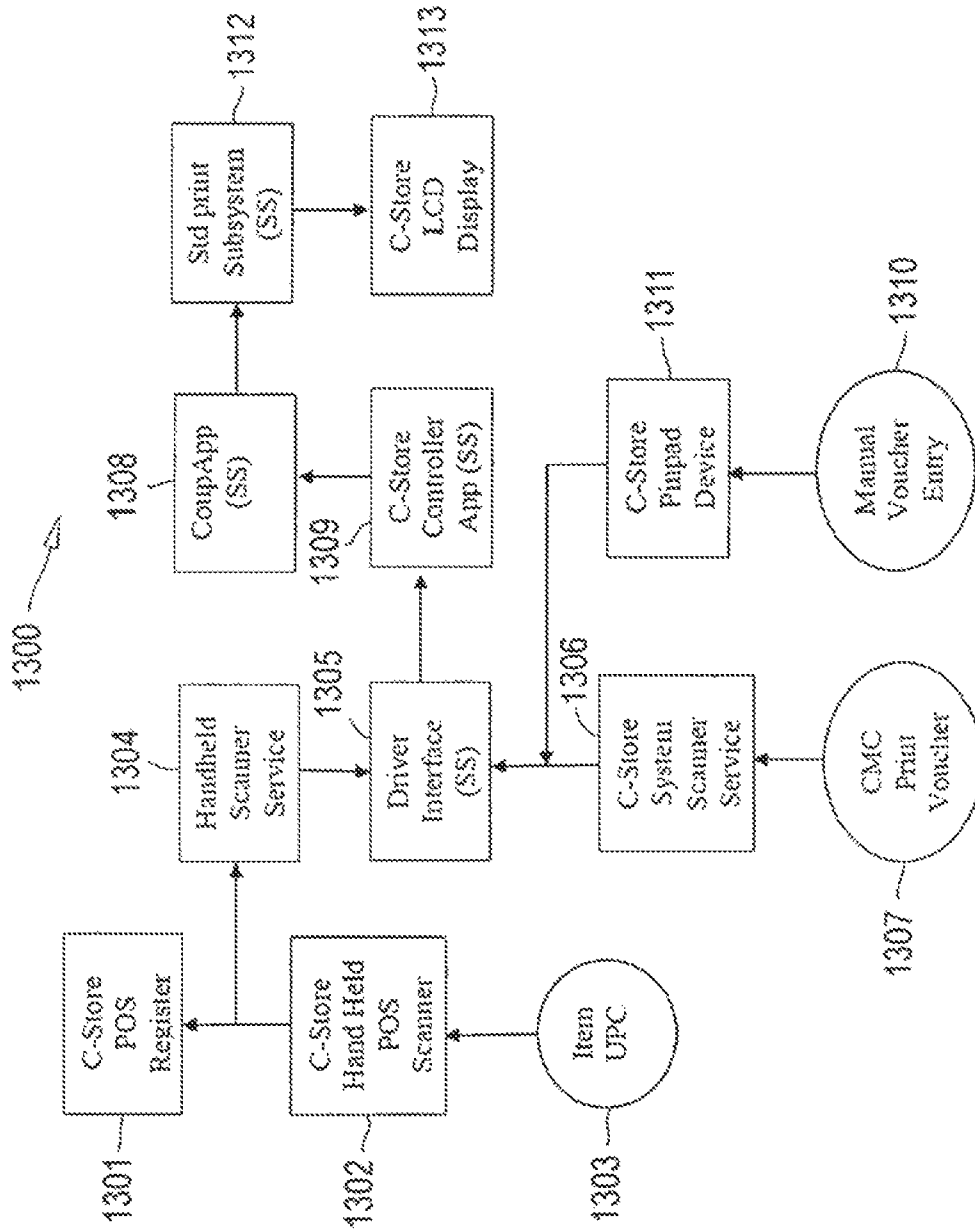 1300
1301
C-Store
POS
Register
1302
C-Store
Hand Held
POS
Scanner
1303
Item
UPC
1304
Handheld
Scanner
Service
1305
Driver
Interface
(SS)
1306
C-Store
System
Scanner
Service
1307
CMC
Print
Voucher
1308
CoupApp
(SS)
1309
C-Store
Controller
App (SS)
1311
C-Store
Pinpad
Device
1310
Manual
Voucher
Entry
1312
Std print
Subsystem
(SS)
1313
C-Store
LCD
Display